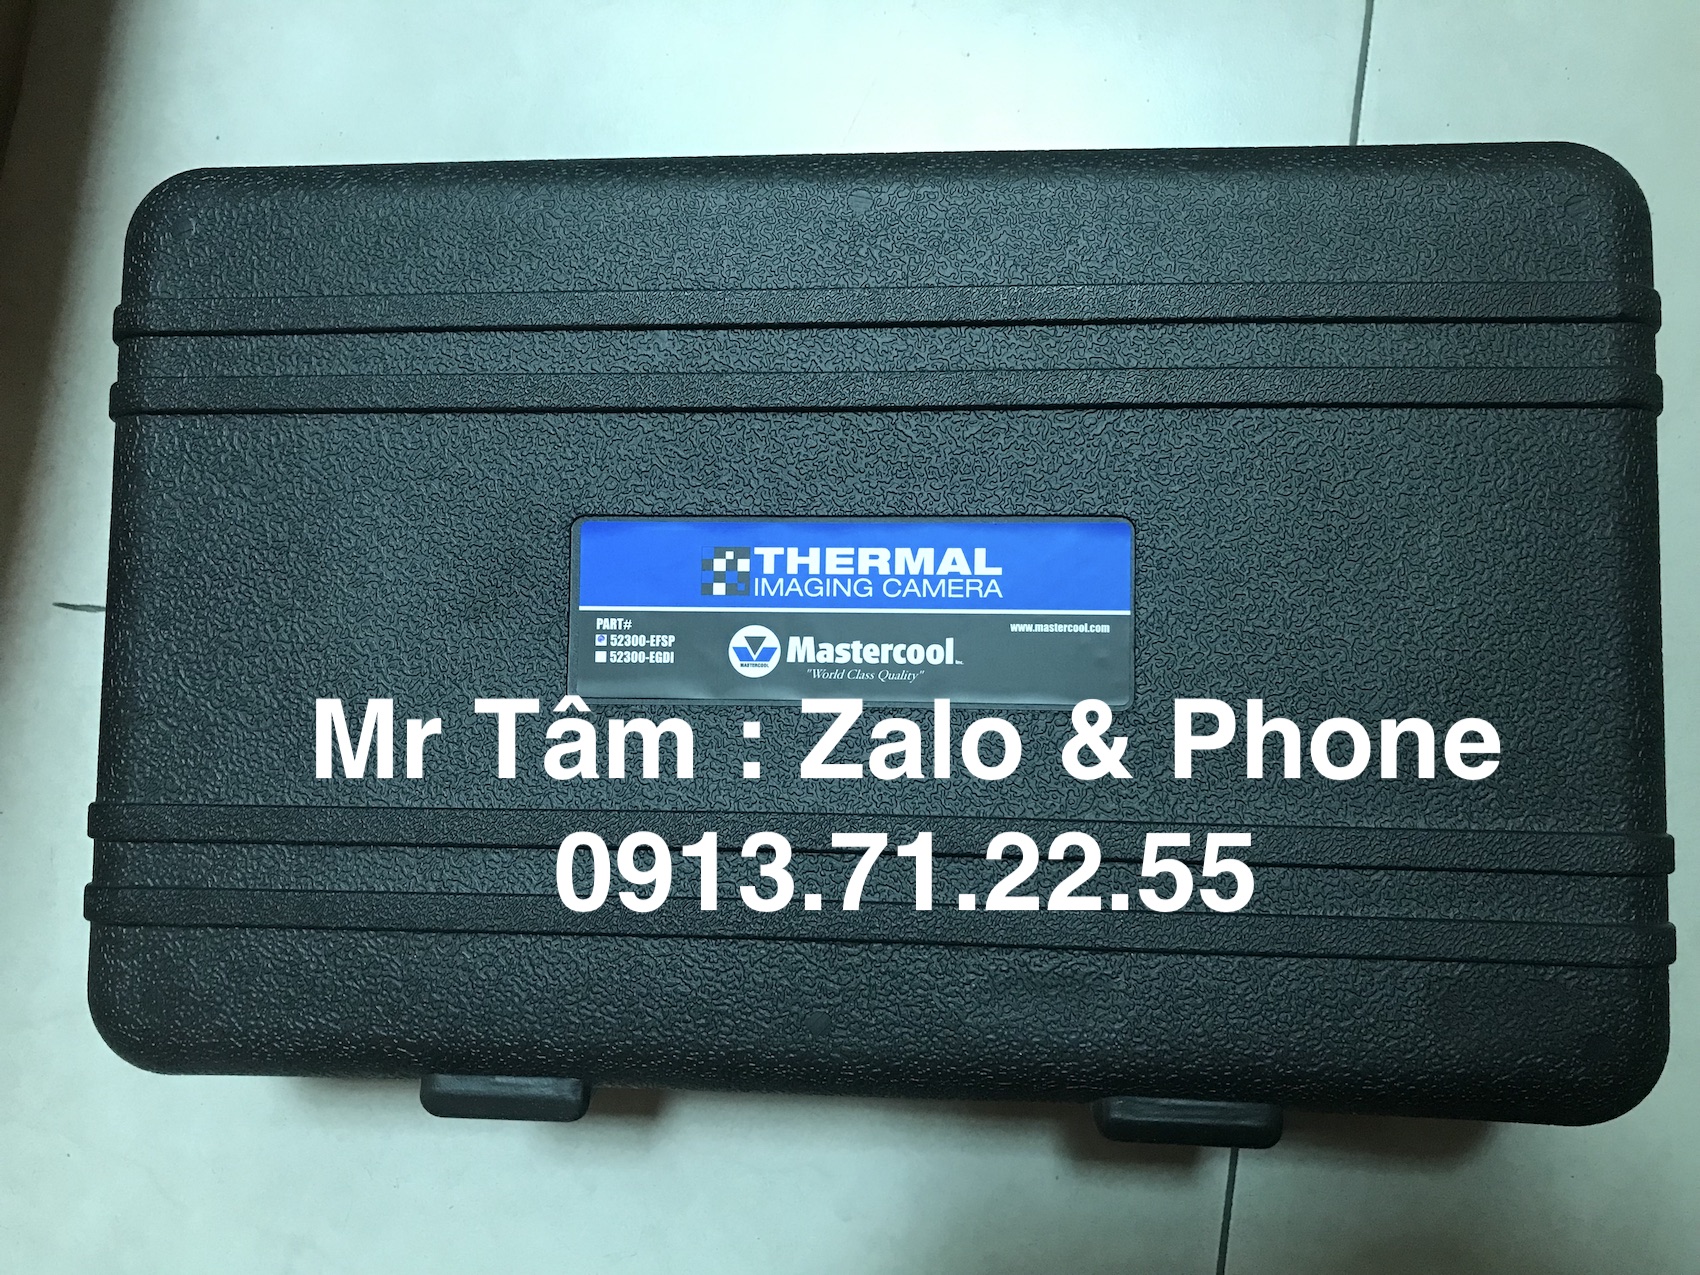 THERMAL
IMAGING CAMERA
PART#
52300-EFSP
52300-EGDI
www.mastercool.com
MASTERCOOL
Mastercool Inc.
"World Class Quality"
Mr Tâm : Zalo & Phone
0913.71.22.55